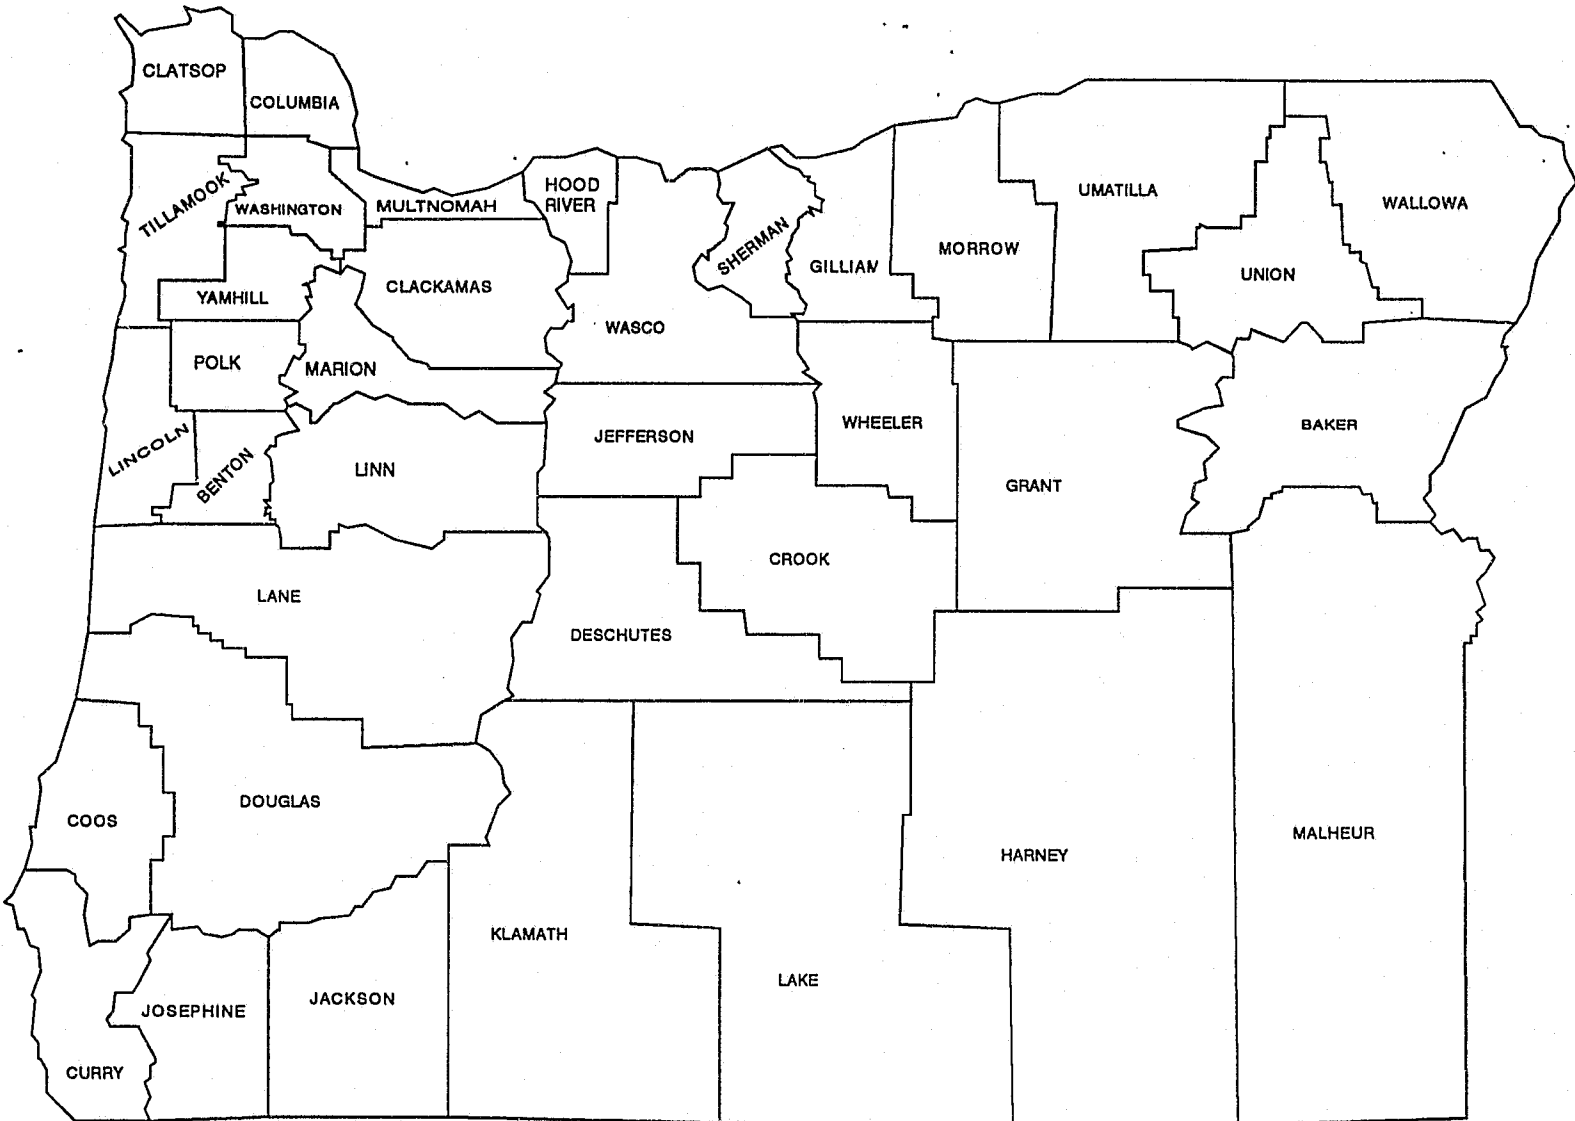 CLATSOP
COLUMBIA
TILLAMOOK
WASHINGTON
MULTNOMAH
HOOD
RIVER
SHERMAN
GILLIAM
MORROW
UMATILLA
WALLOWA
UNION
YAMHILL
CLACKAMAS
WASCO
POLK
MARION
JEFFERSON
WHEELER
BAKER
LINCOLN
BENTON
LINN
GRANT
CROOK
LANE
DESCHUTES
COOS
DOUGLAS
MALHEUR
HARNEY
KLAMATH
LAKE
JOSEPHINE
JACKSON
CURRY